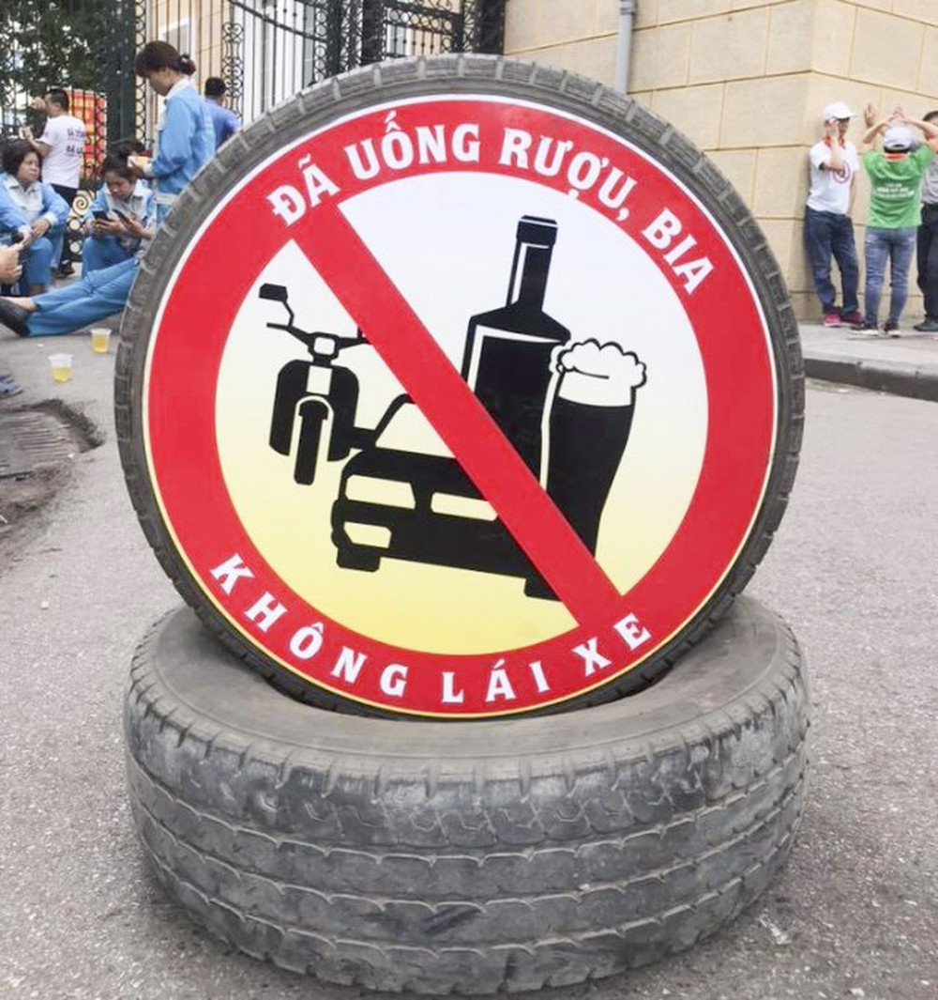 ĐÃ UỐNG RƯỢU, BIA
KHÔNG LÁI XE